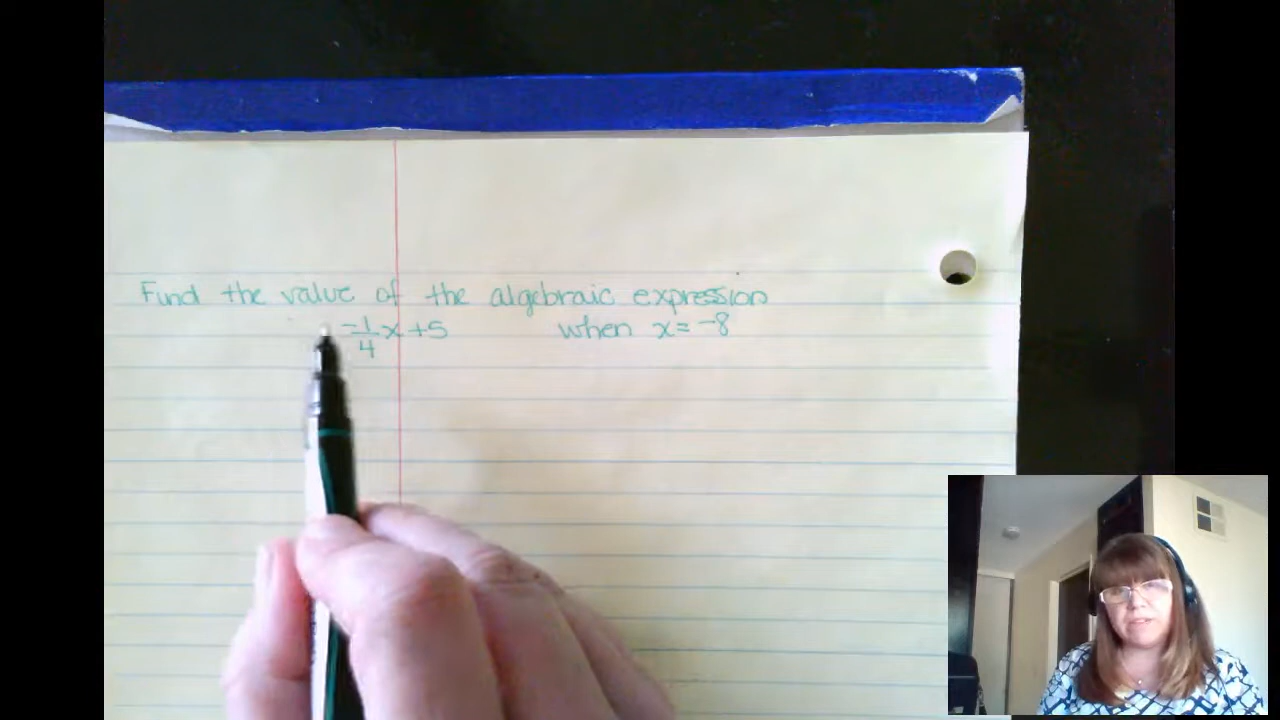 Find the value of the algebraic expression
-1/4 x + 5 when x = -8